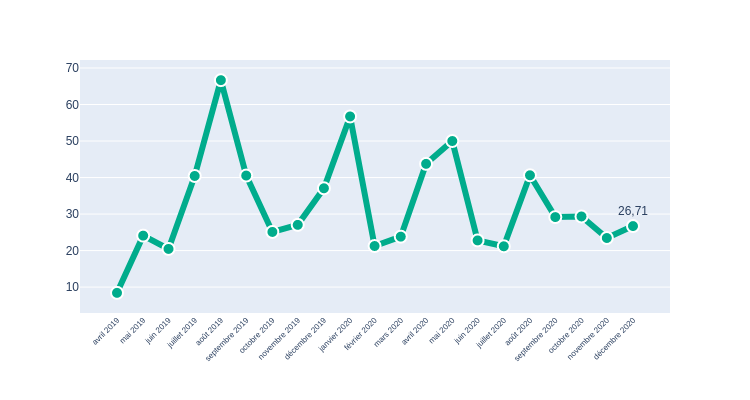 70
60
50
40
30
20
10
26,71
avril 2019
mai 2019
juin 2019
juillet 2019
août 2019
septembre 2019
octobre 2019
novembre 2019
décembre 2019
janvier 2020
février 2020
mars 2020
avril 2020
mai 2020
juin 2020
juillet 2020
août 2020
septembre 2020
octobre 2020
novembre 2020
décembre 2020